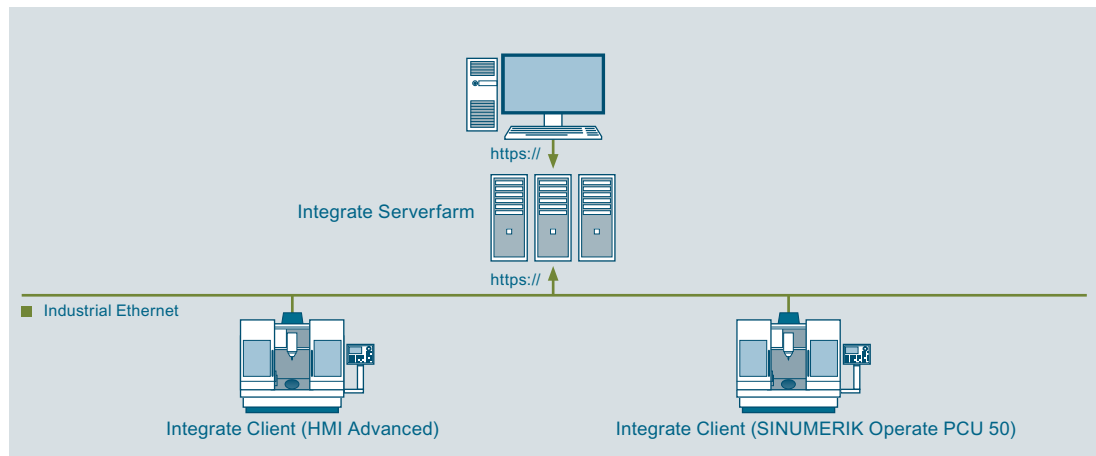 https://
Integrate Serverfarm
https://
Industrial Ethernet
Integrate Client (HMI Advanced)
Integrate Client (SINUMERIK Operate PCU 50)